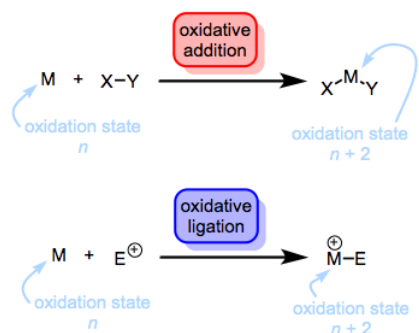 oxidative
addition
M + X–Y
X M Y
oxidation state
n
oxidation state
n + 2
oxidative
ligation
M + E⊕
⊕
M–E
oxidation state
n
oxidation state
n + 2